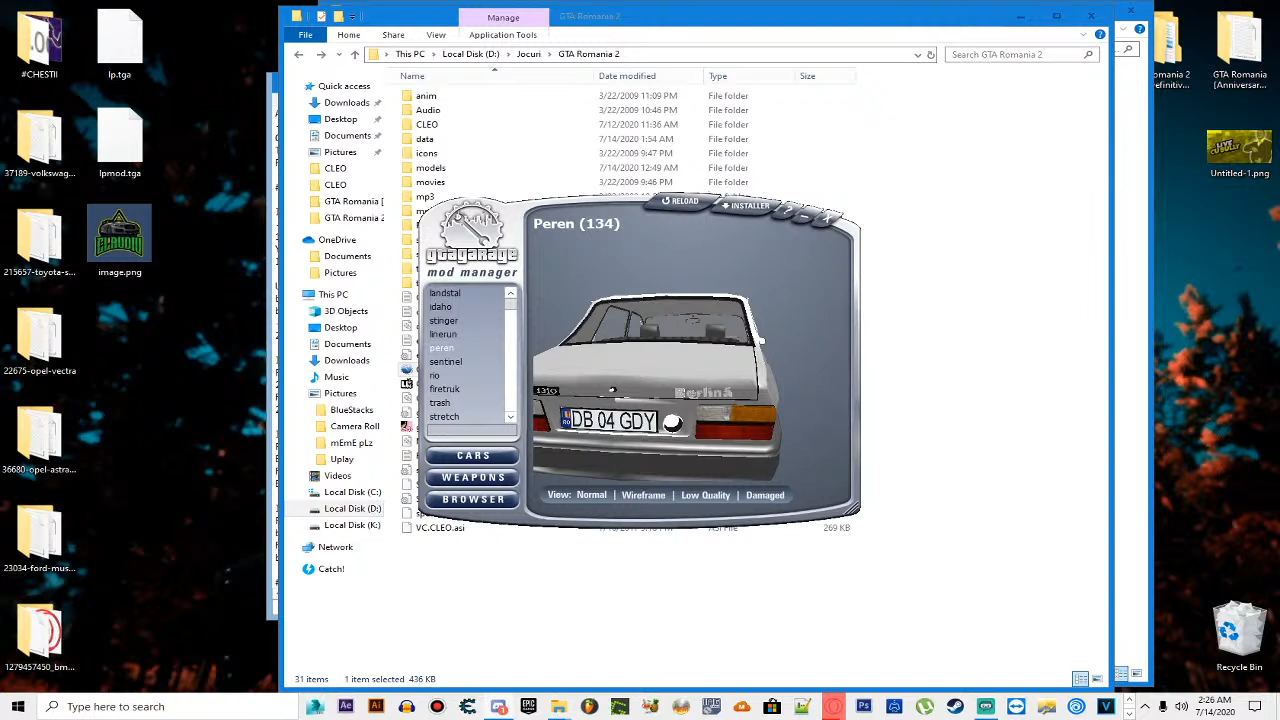 Manage
GTA Romania 2
File
Home
Share
View
Application Tools
This PC
Local Disk (D:)
Jocuri
GTA Romania 2
Search GTA Romania 2
Name
Date modified
Type
Size
Quick access
Downloads
Desktop
Documents
Pictures
CLEO
CLEO
GTA Romania [
GTA Romania 2
OneDrive
Documents
Pictures
This PC
3D Objects
Desktop
Documents
Downloads
Music
Pictures
BlueStacks
Camera Roll
mEmE pLz
Uplay
Videos
Local Disk (C:)
Local Disk (D:)
Local Disk (K:)
Network
Catch!
anim 3/22/2009 11:09 PM File folder
Audio 3/22/2009 10:46 PM File folder
CLEO 7/12/2020 11:36 AM File folder
data 7/14/2020 1:54 AM File folder
icons 3/22/2009 9:47 PM File folder
models 7/14/2020 12:49 AM File folder
movies 3/22/2009 9:46 PM File folder
mp3
VC.CLEO.asi
269 KB
RELOAD
INSTALLER
?
Peren (134)
mod manager
landstal
idaho
stinger
linerun
peren
sentinel
rio
firetruk
trash
stretch
CARS
WEAPONS
BROWSER
Berlină
RO
DB 04 GDY
View: Normal | Wireframe | Low Quality | Damaged
31 items
1 item selected 436 KB
#CHESTII
lp.tga
7189-volkswag...
lpmod.tga
215657-toyota-s...
image.png
22675-opel-vectra
36680-opel-astra...
23034-ford-mus...
1279457450_bm...
GTA Romania
[Anniversar...
Untitled-1.png
LIVE
CU BULLY
Recycle Bin
Type here to search
2:26 AM
7/14/2020